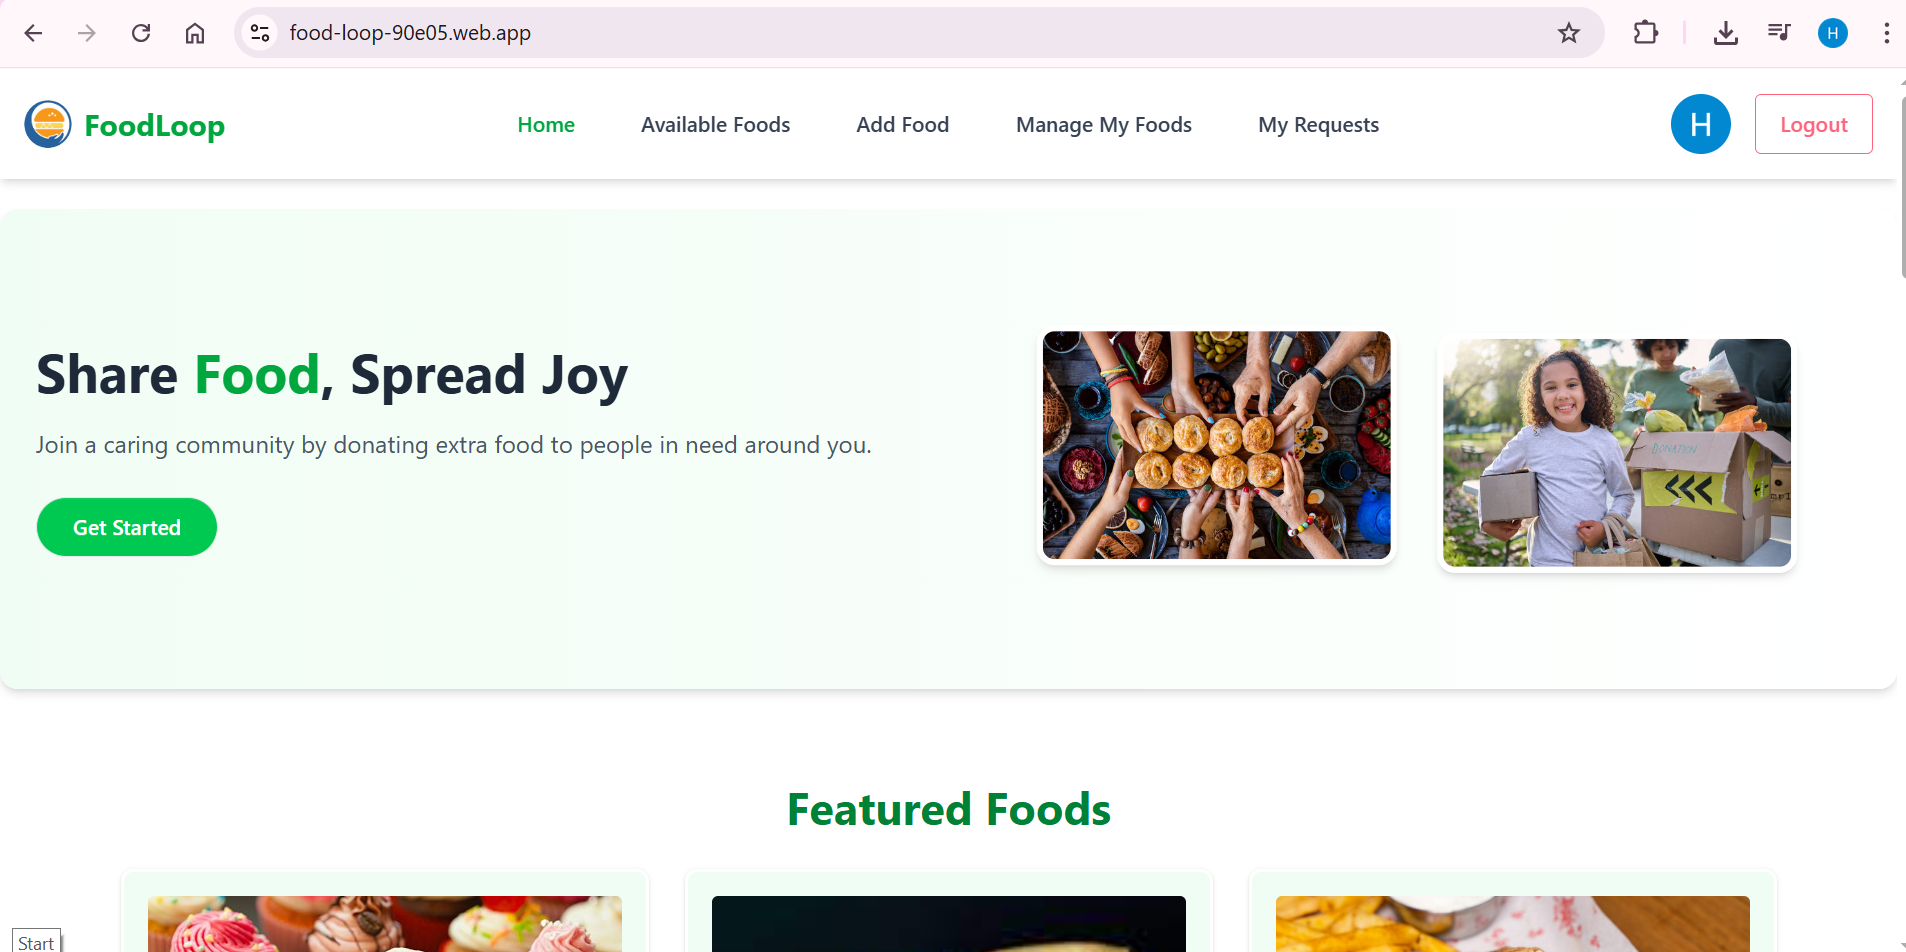 food-loop-90e05.web.app
H
FoodLoop
Home
Available Foods
Add Food
Manage My Foods
My Requests
H
Logout
Share Food, Spread Joy
Join a caring community by donating extra food to people in need around you.
Get Started
DONATION
Featured Foods
Start